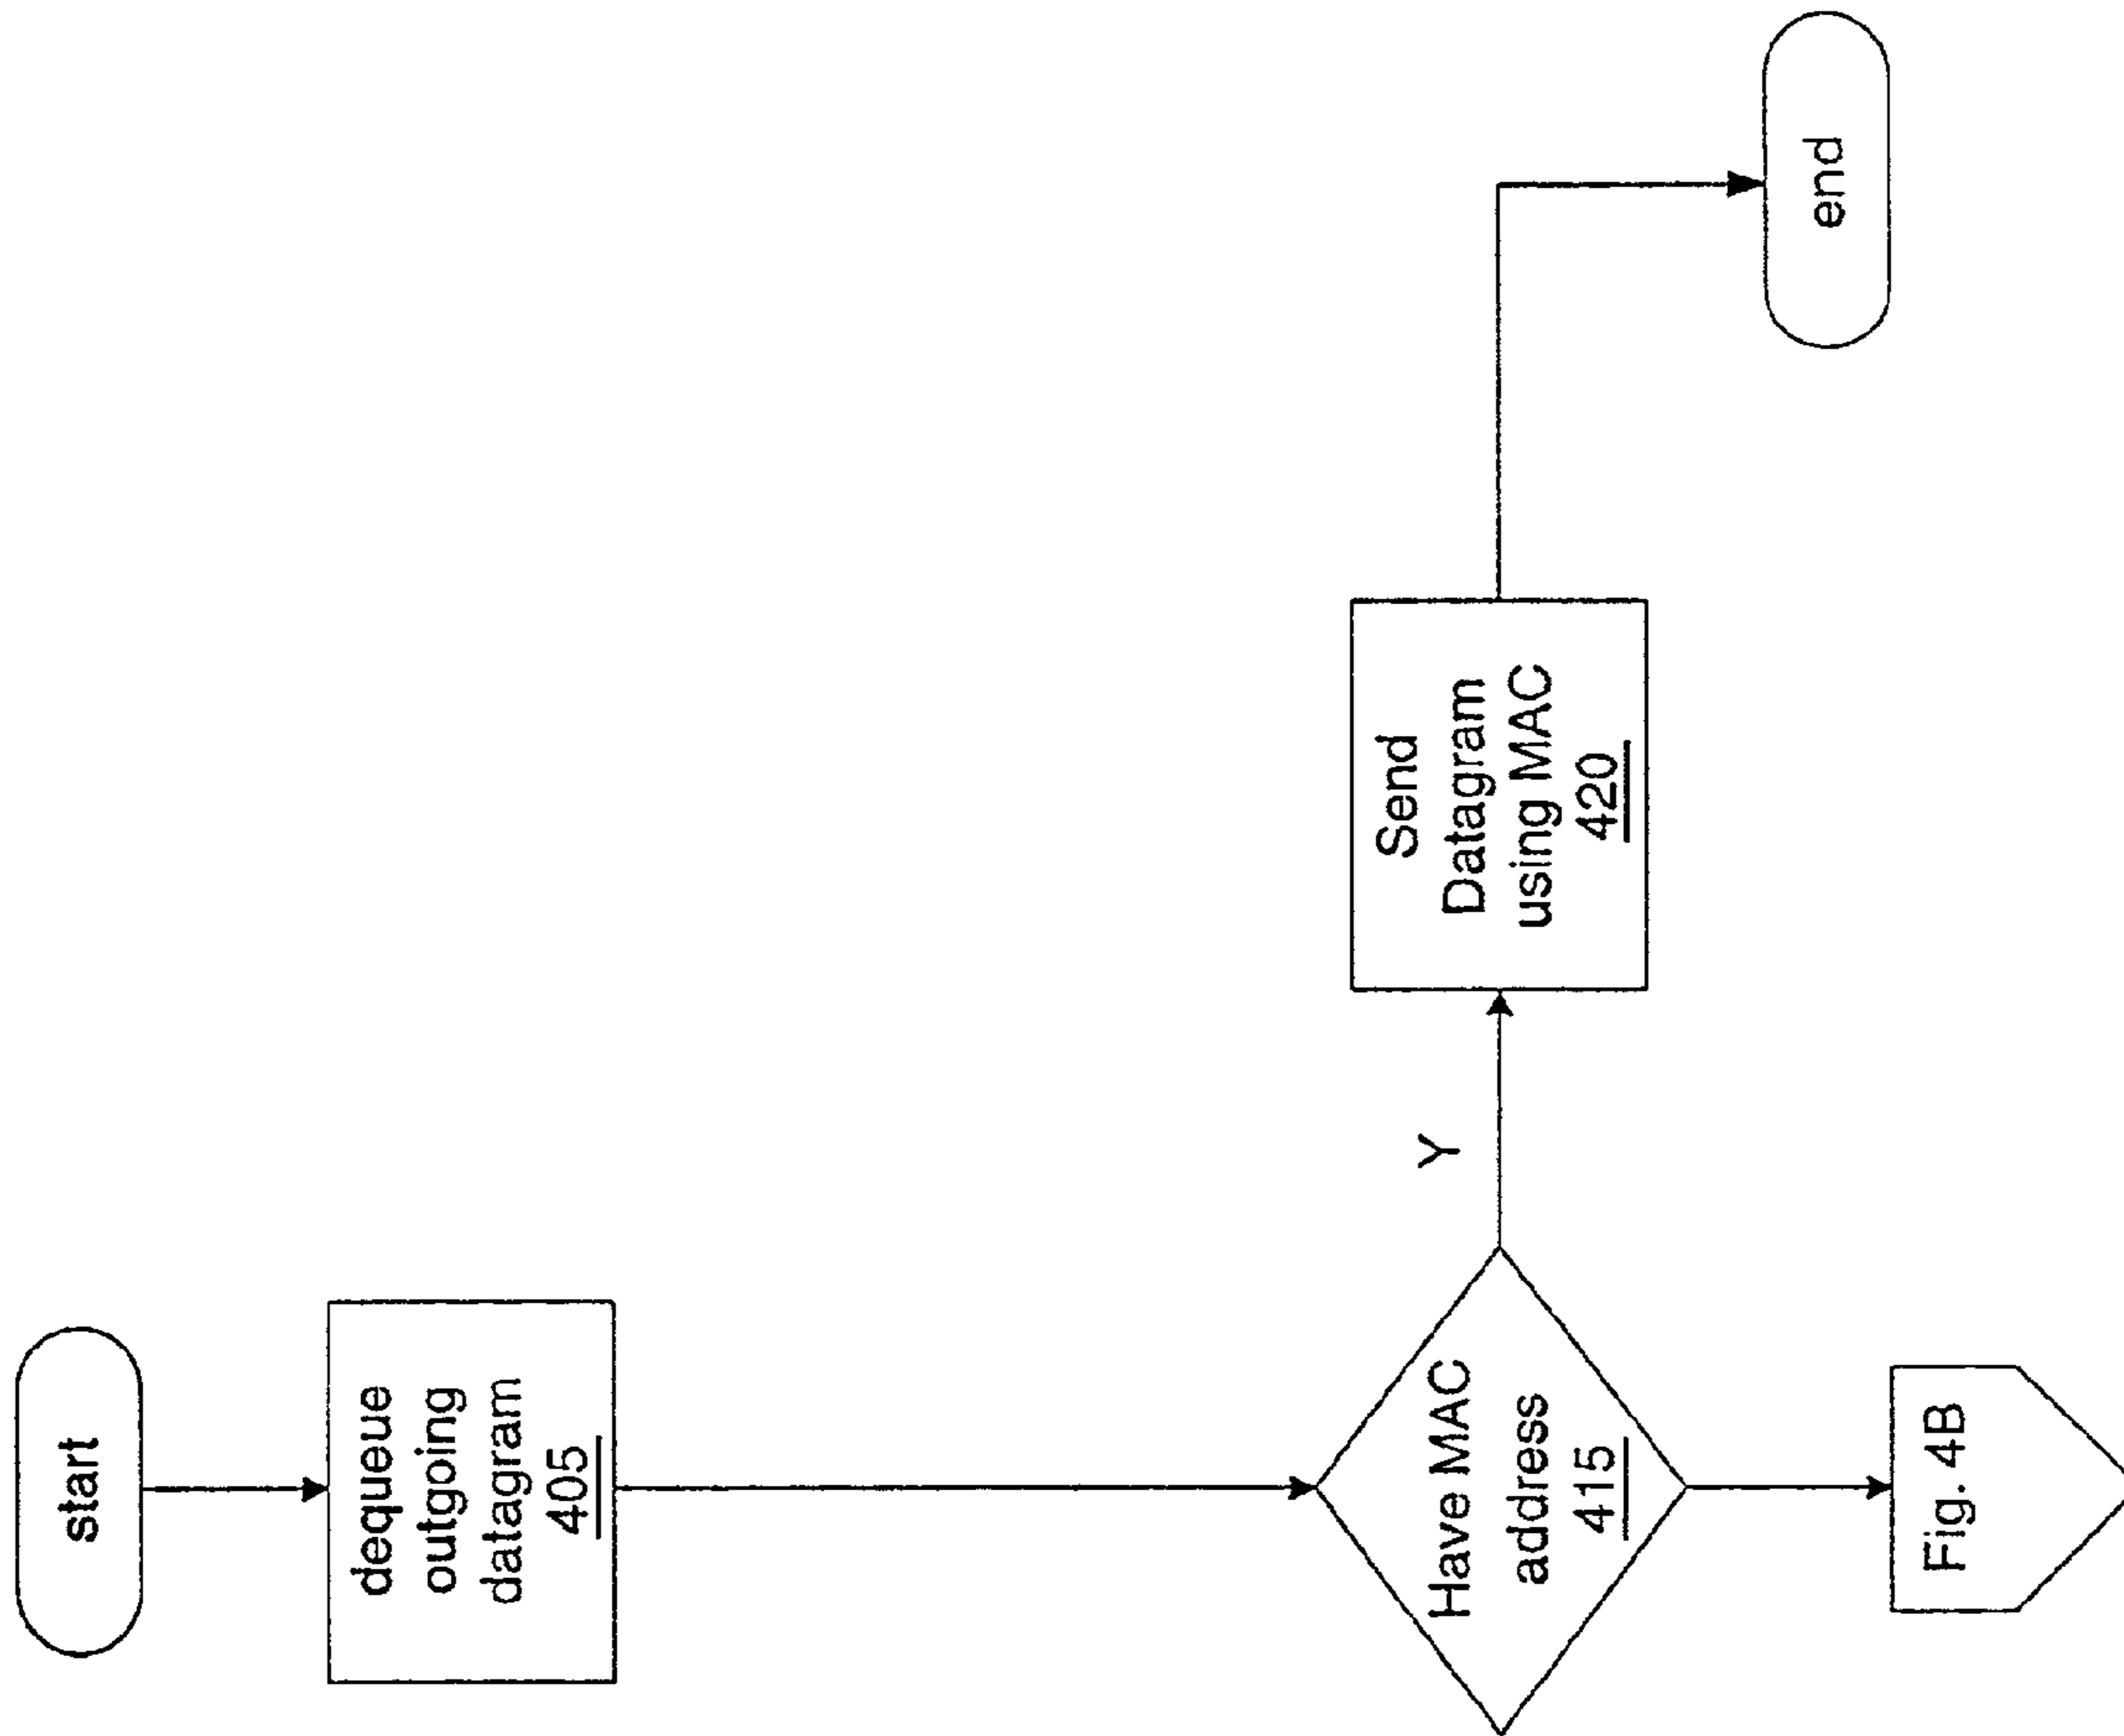 start
dequeue
outgoing
datagram
405
Have MAC
address
415
Y
Send
Datagram
using MAC
420
end
Fig. 4B